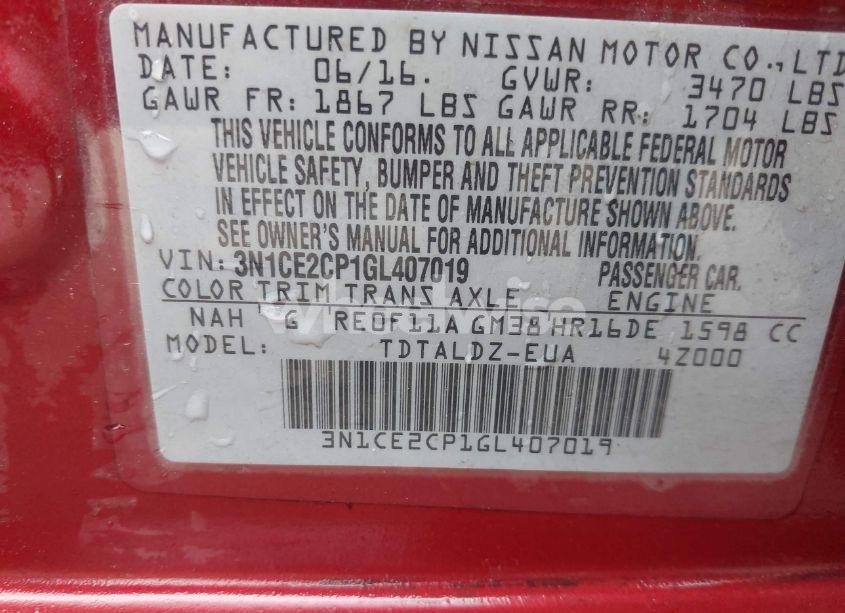 MANUFACTURED BY NISSAN MOTOR CO., LTD
DATE: 06/16. GVWR: 3470 LBS
GAWR FR: 1867 LBS GAWR RR: 1704 LBS
THIS VEHICLE CONFORMS TO ALL APPLICABLE FEDERAL MOTOR
VEHICLE SAFETY, BUMPER AND THEFT PREVENTION STANDARDS
IN EFFECT ON THE DATE OF MANUFACTURE SHOWN ABOVE.
SEE OWNER'S MANUAL FOR ADDITIONAL INFORMATION.
VIN: 3N1CE2CP1GL407019 PASSENGER CAR.
COLOR TRIM TRANS AXLE ENGINE
NAH G RE0F11A GM38 HR16DE 1598 CC
MODEL: TDTALDZ-EUA 4Z000
3N1CE2CP1GL407019